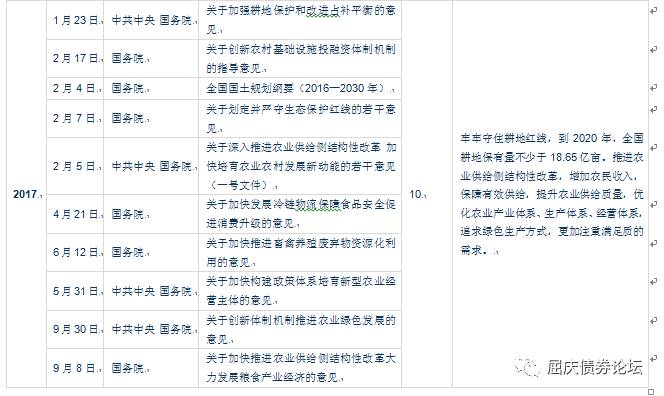 1 月 23 日 中共中央 国务院 关于加强耕地保护和改进占补平衡的意
见
2 月 17 日 国务院 关于创新农村基础设施投融资体制机制
的指导意见
2 月 4 日 国务院 全国国土规划纲要（2016—2030 年）
2 月 7 日 国务院 关于划定并严守生态保护红线的若干意
见
2 月 5 日 中共中央 国务院 关于深入推进农业供给侧结构性改革 加
快培育农业农村发展新动能的若干意见
（一号文件）
4 月 21 日 国务院 关于加快发展冷链物流保障食品安全促
进消费升级的意见
6 月 12 日 国务院 关于加快推进畜禽养殖废弃物资源化利
用的意见
5 月 31 日 中共中央 国务院 关于加快构建政策体系培育新型农业经
营主体的意见
9 月 30 日 中共中央 国务院 关于创新体制机制推进农业绿色发展的
意见
9 月 8 日 国务院 关于加快推进农业供给侧结构性改革大
力发展粮食产业经济的意见
2017
10
牢牢守住耕地红线，到 2020 年，全国
耕地保有量不少于 18.65 亿亩。推进农
业供给侧结构性改革，增加农民收入，
保障有效供给，提升农业供给质量，优
化农业产业体系、生产体系、经营体系，
追求绿色生产方式，更加注重满足质的
需求。
屈庆债券论坛